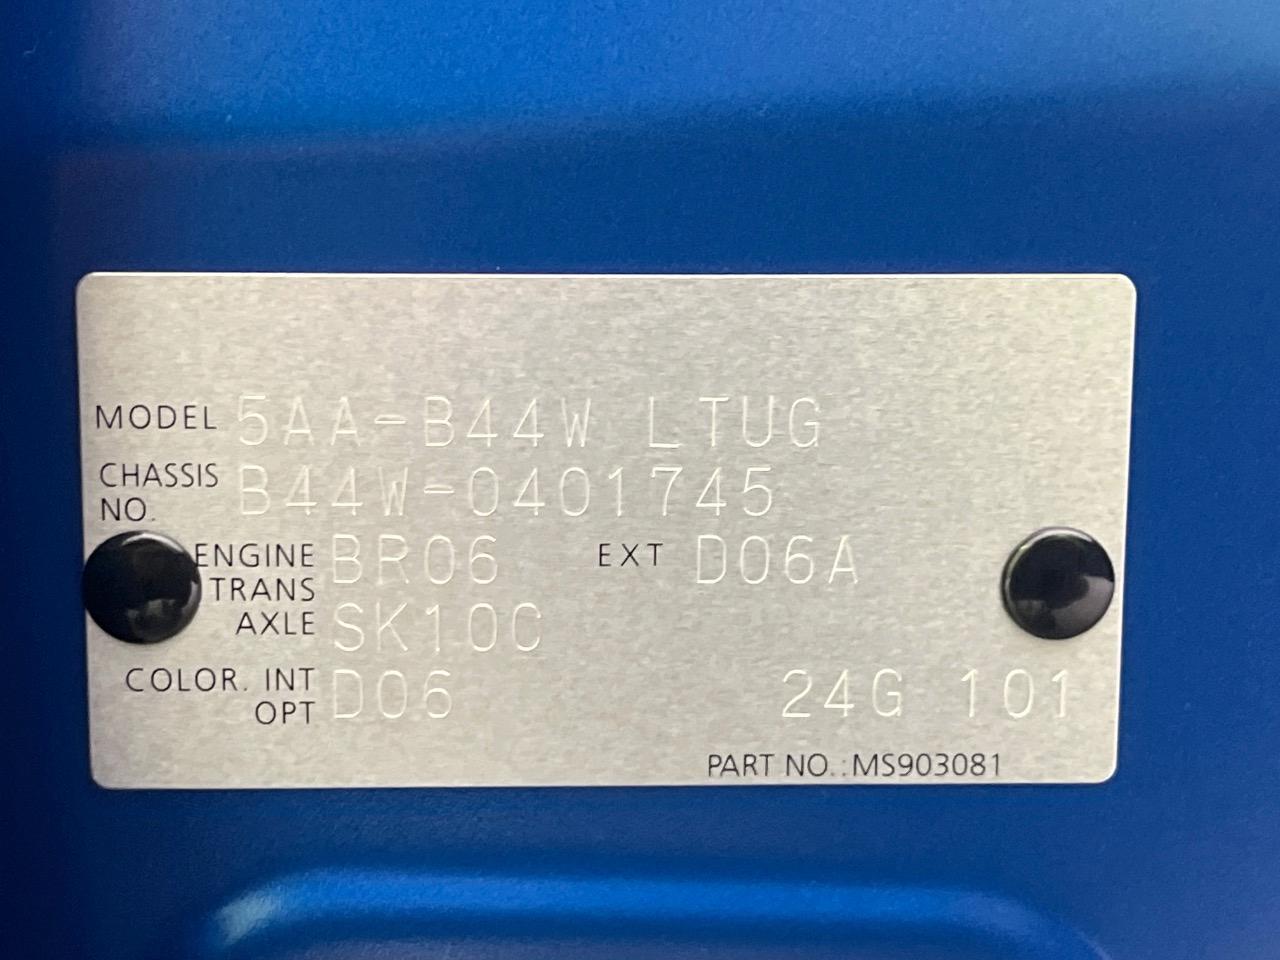 MODEL 5AA-B44W LTUG
CHASSIS NO. B44W-0401745
ENGINE BR06 EXT D06A
TRANS AXLE SK10C
COLOR. INT OPT D06 24G 101
PART NO.:MS903081